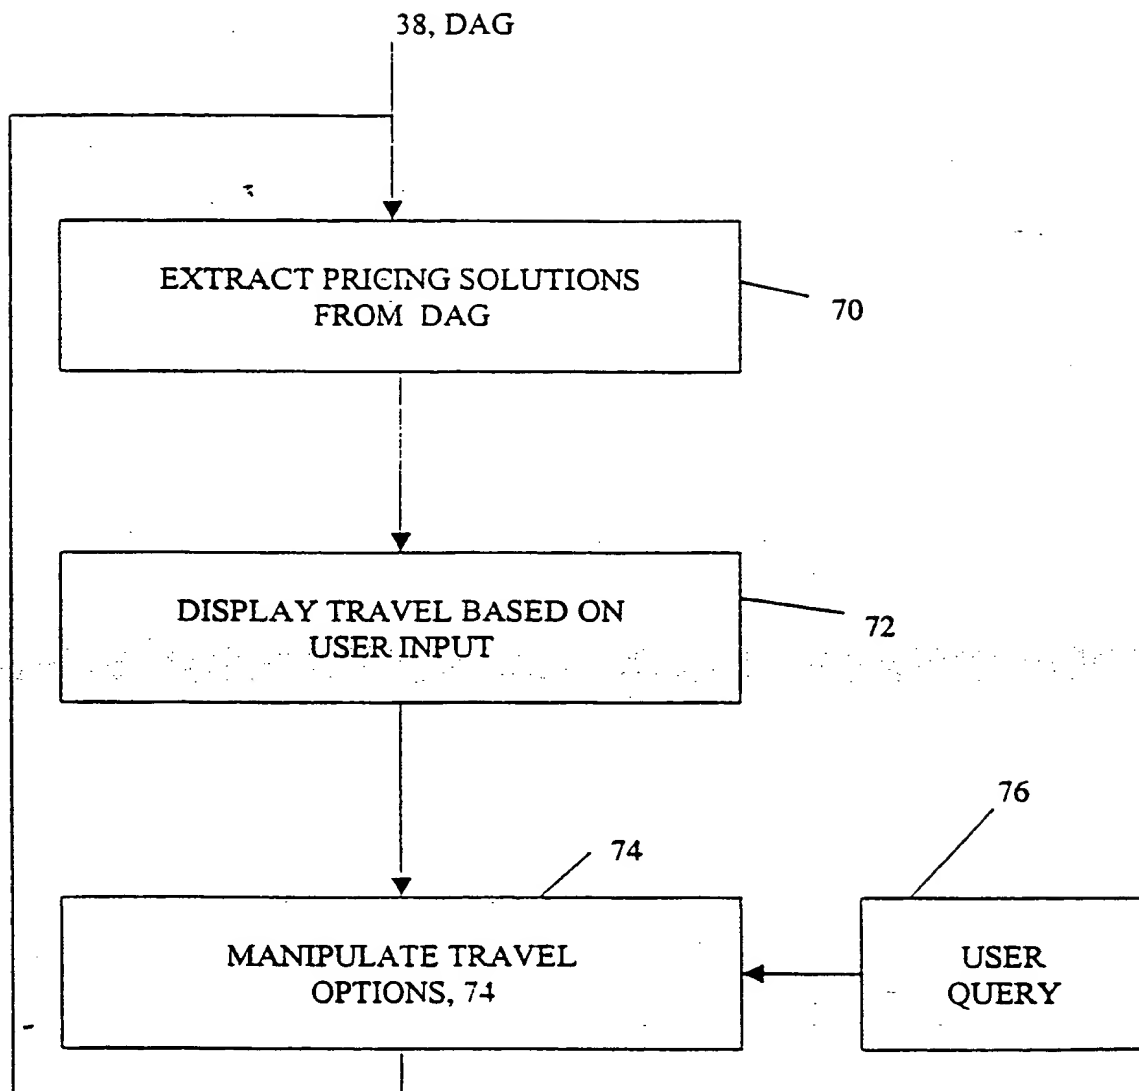 38, DAG
EXTRACT PRICING SOLUTIONS
FROM DAG
70
DISPLAY TRAVEL BASED ON
USER INPUT
72
76
74
MANIPULATE TRAVEL
OPTIONS, 74
USER
QUERY